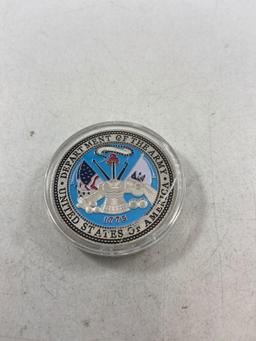 · DEPARTMENT OF THE ARMY ·
UNITED STATES OF AMERICA
1775